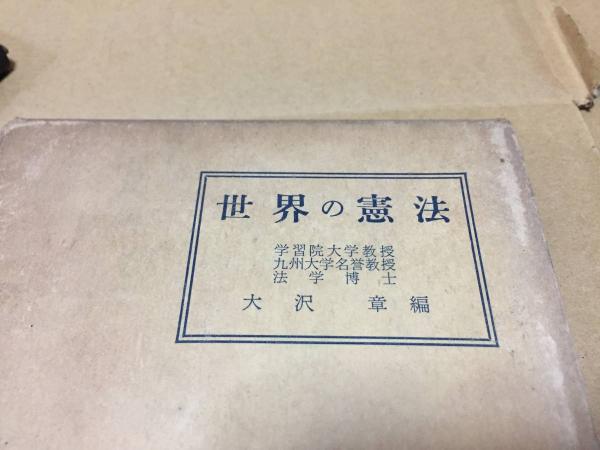 世界の憲法
学習院大学教授
九州大学名誉教授
法学博士
大沢章編